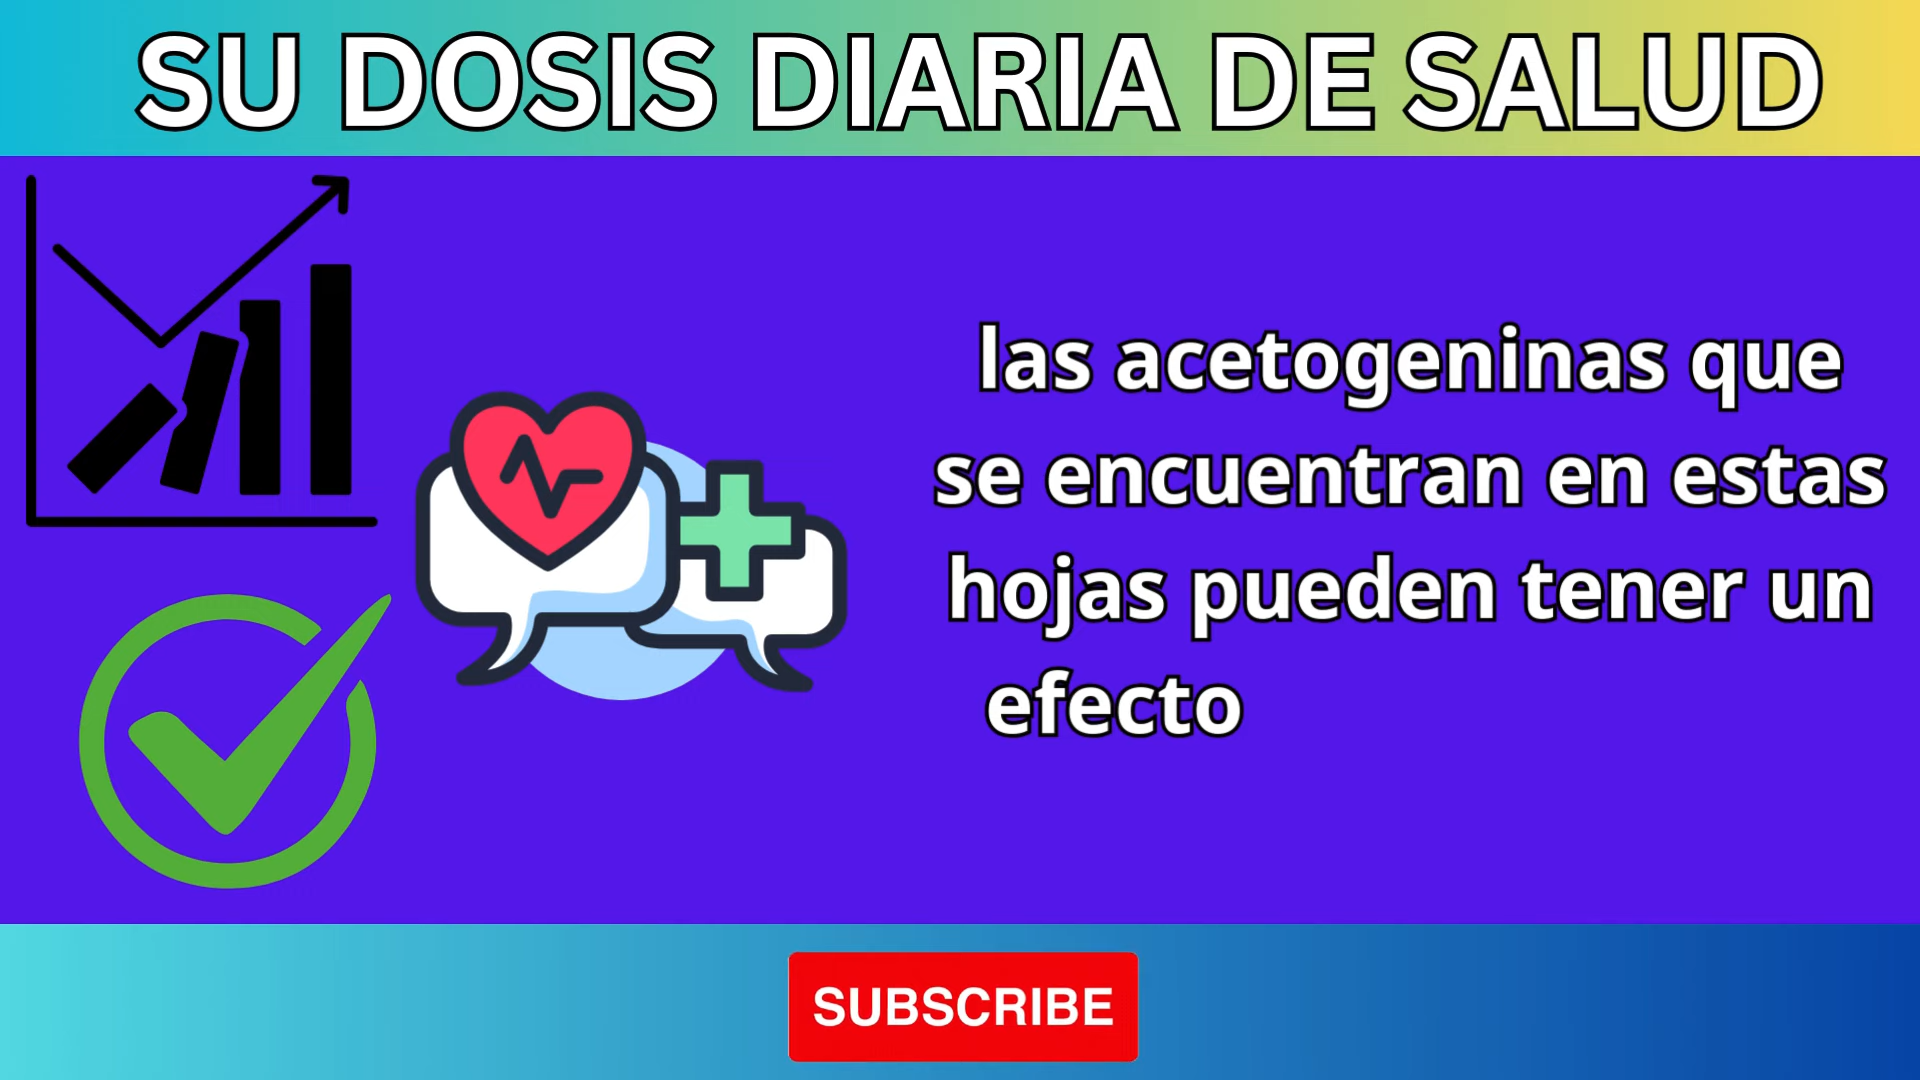 SU DOSIS DIARIA DE SALUD
las acetogeninas que
se encuentran en estas
hojas pueden tener un
efecto
SUBSCRIBE